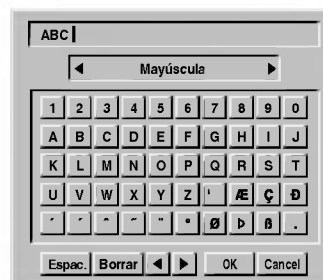 ABC
◀ Mayúscula ▶
1 2 3 4 5 6 7 8 9 0
A B C D E F G H I J
K L M N O P Q R S T
U V W X Y Z Æ Ç Ð
Ø Þ ß .
Espac. Borrar ◀ ▶ OK Cancel